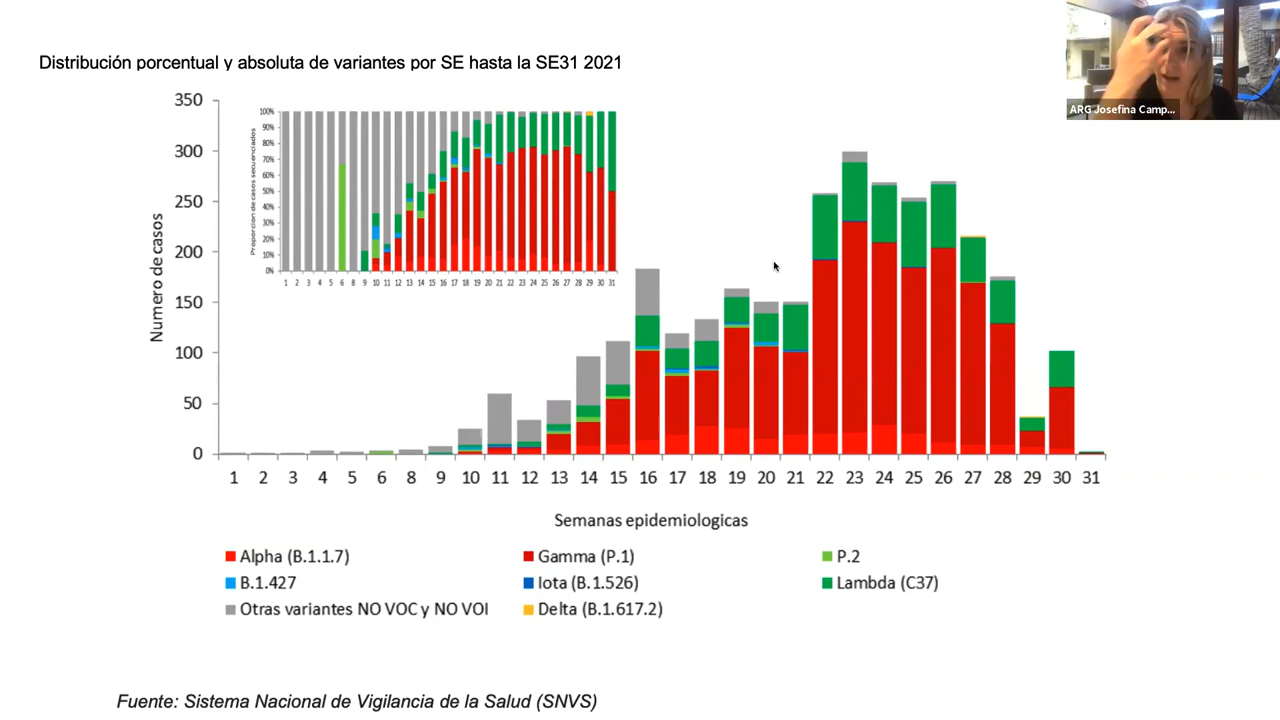 Distribución porcentual y absoluta de variantes por SE hasta la SE31 2021
ARG Josefina Camp...
Numero de casos
350
300
250
200
150
100
50
0
Proporcion de casos secuenciados
100%
90%
80%
70%
60%
50%
40%
30%
20%
10%
0%
1 2 3 4 5 6 8 9 10 11 12 13 14 15 16 17 18 19 20 21 22 23 24 25 26 27 28 29 30 31
1 2 3 4 5 6 8 9 10 11 12 13 14 15 16 17 18 19 20 21 22 23 24 25 26 27 28 29 30 31
Semanas epidemiologicas
Alpha (B.1.1.7) Gamma (P.1) P.2
B.1.427 Iota (B.1.526) Lambda (C37)
Otras variantes NO VOC y NO VOI Delta (B.1.617.2)
Fuente: Sistema Nacional de Vigilancia de la Salud (SNVS)